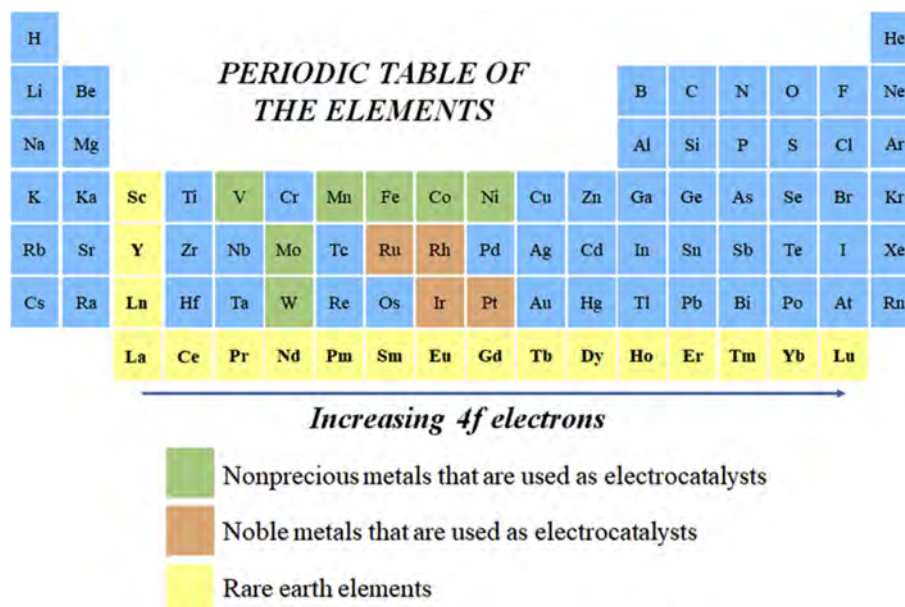 H He
PERIODIC TABLE OF
THE ELEMENTS
Li Be B C N O F Ne
Na Mg Al Si P S Cl Ar
K Ka Sc Ti V Cr Mn Fe Co Ni Cu Zn Ga Ge As Se Br Kr
Rb Sr Y Zr Nb Mo Tc Ru Rh Pd Ag Cd In Sn Sb Te I Xe
Cs Ra Ln Hf Ta W Re Os Ir Pt Au Hg Tl Pb Bi Po At Rn
La Ce Pr Nd Pm Sm Eu Gd Tb Dy Ho Er Tm Yb Lu
Increasing 4f electrons
Nonprecious metals that are used as electrocatalysts
Noble metals that are used as electrocatalysts
Rare earth elements